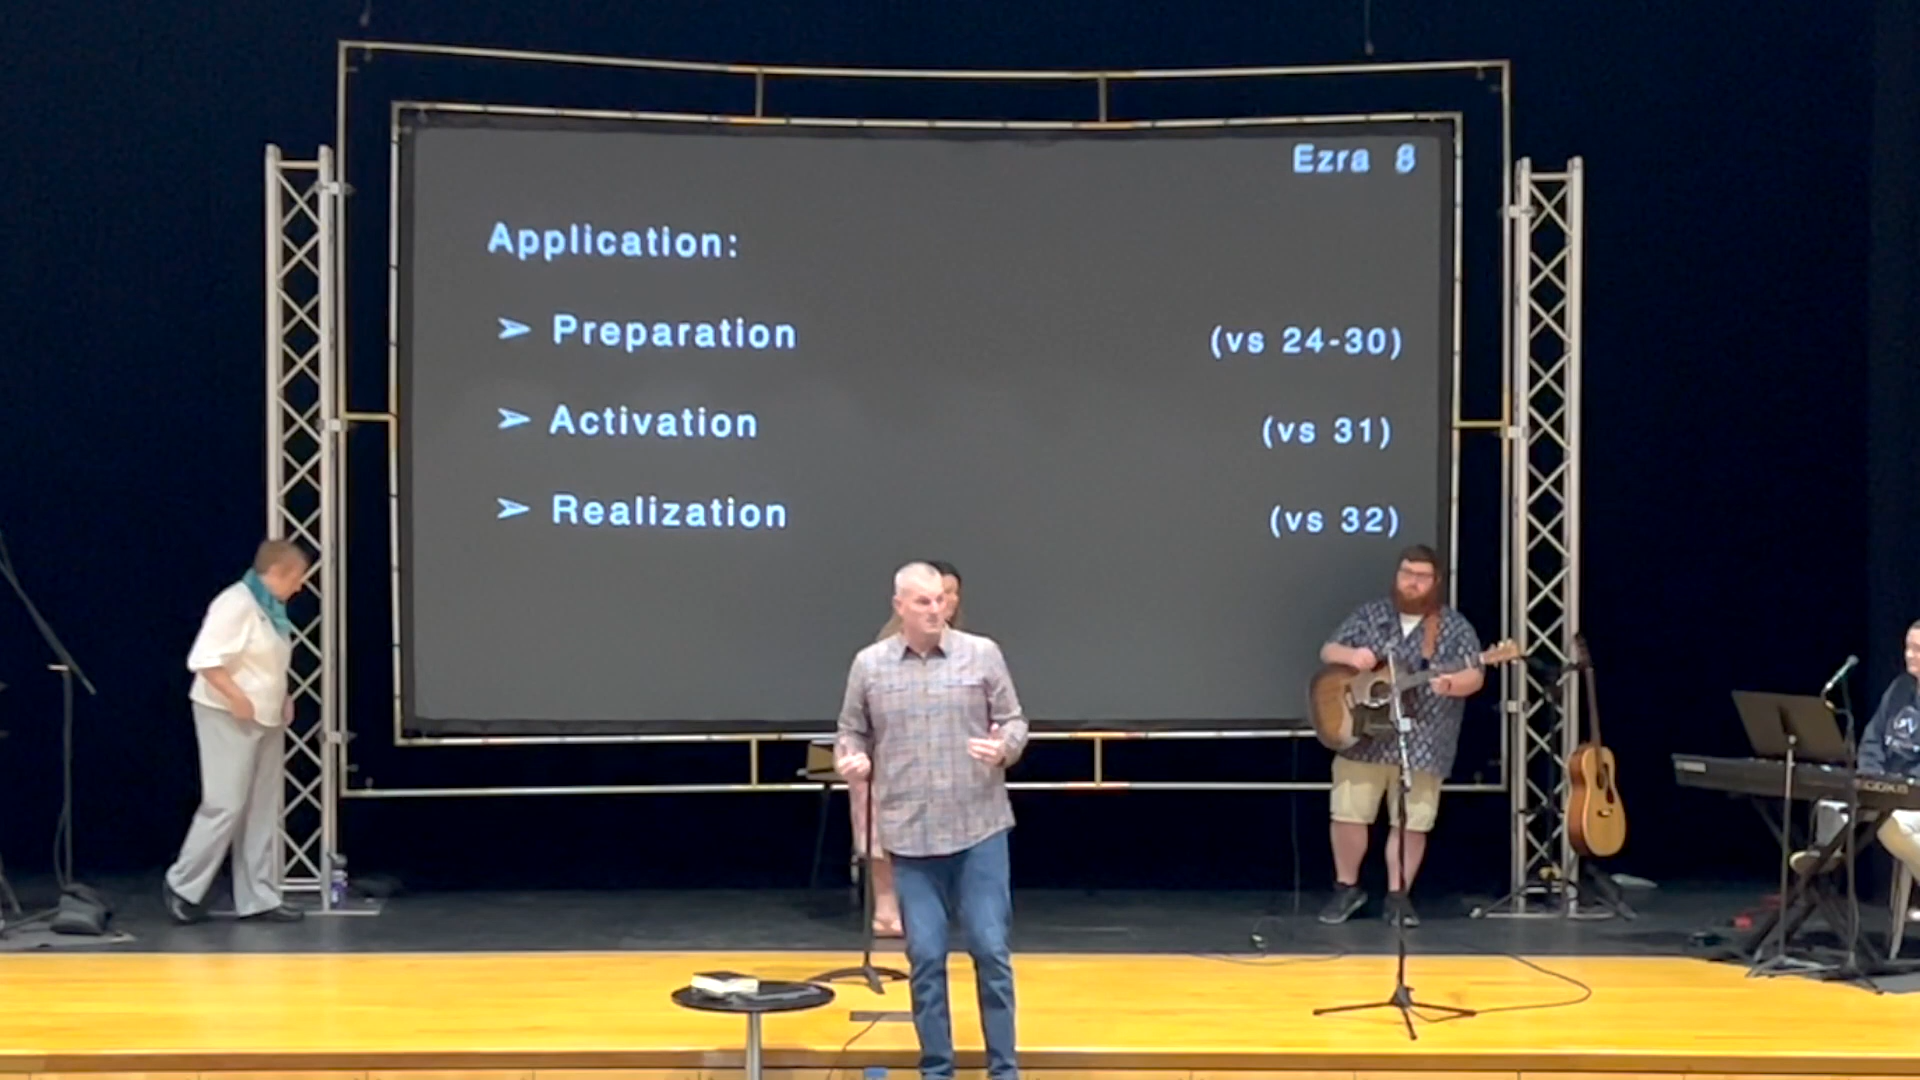 Ezra 8
Application:
➢ Preparation (vs 24-30)
➢ Activation (vs 31)
➢ Realization (vs 32)